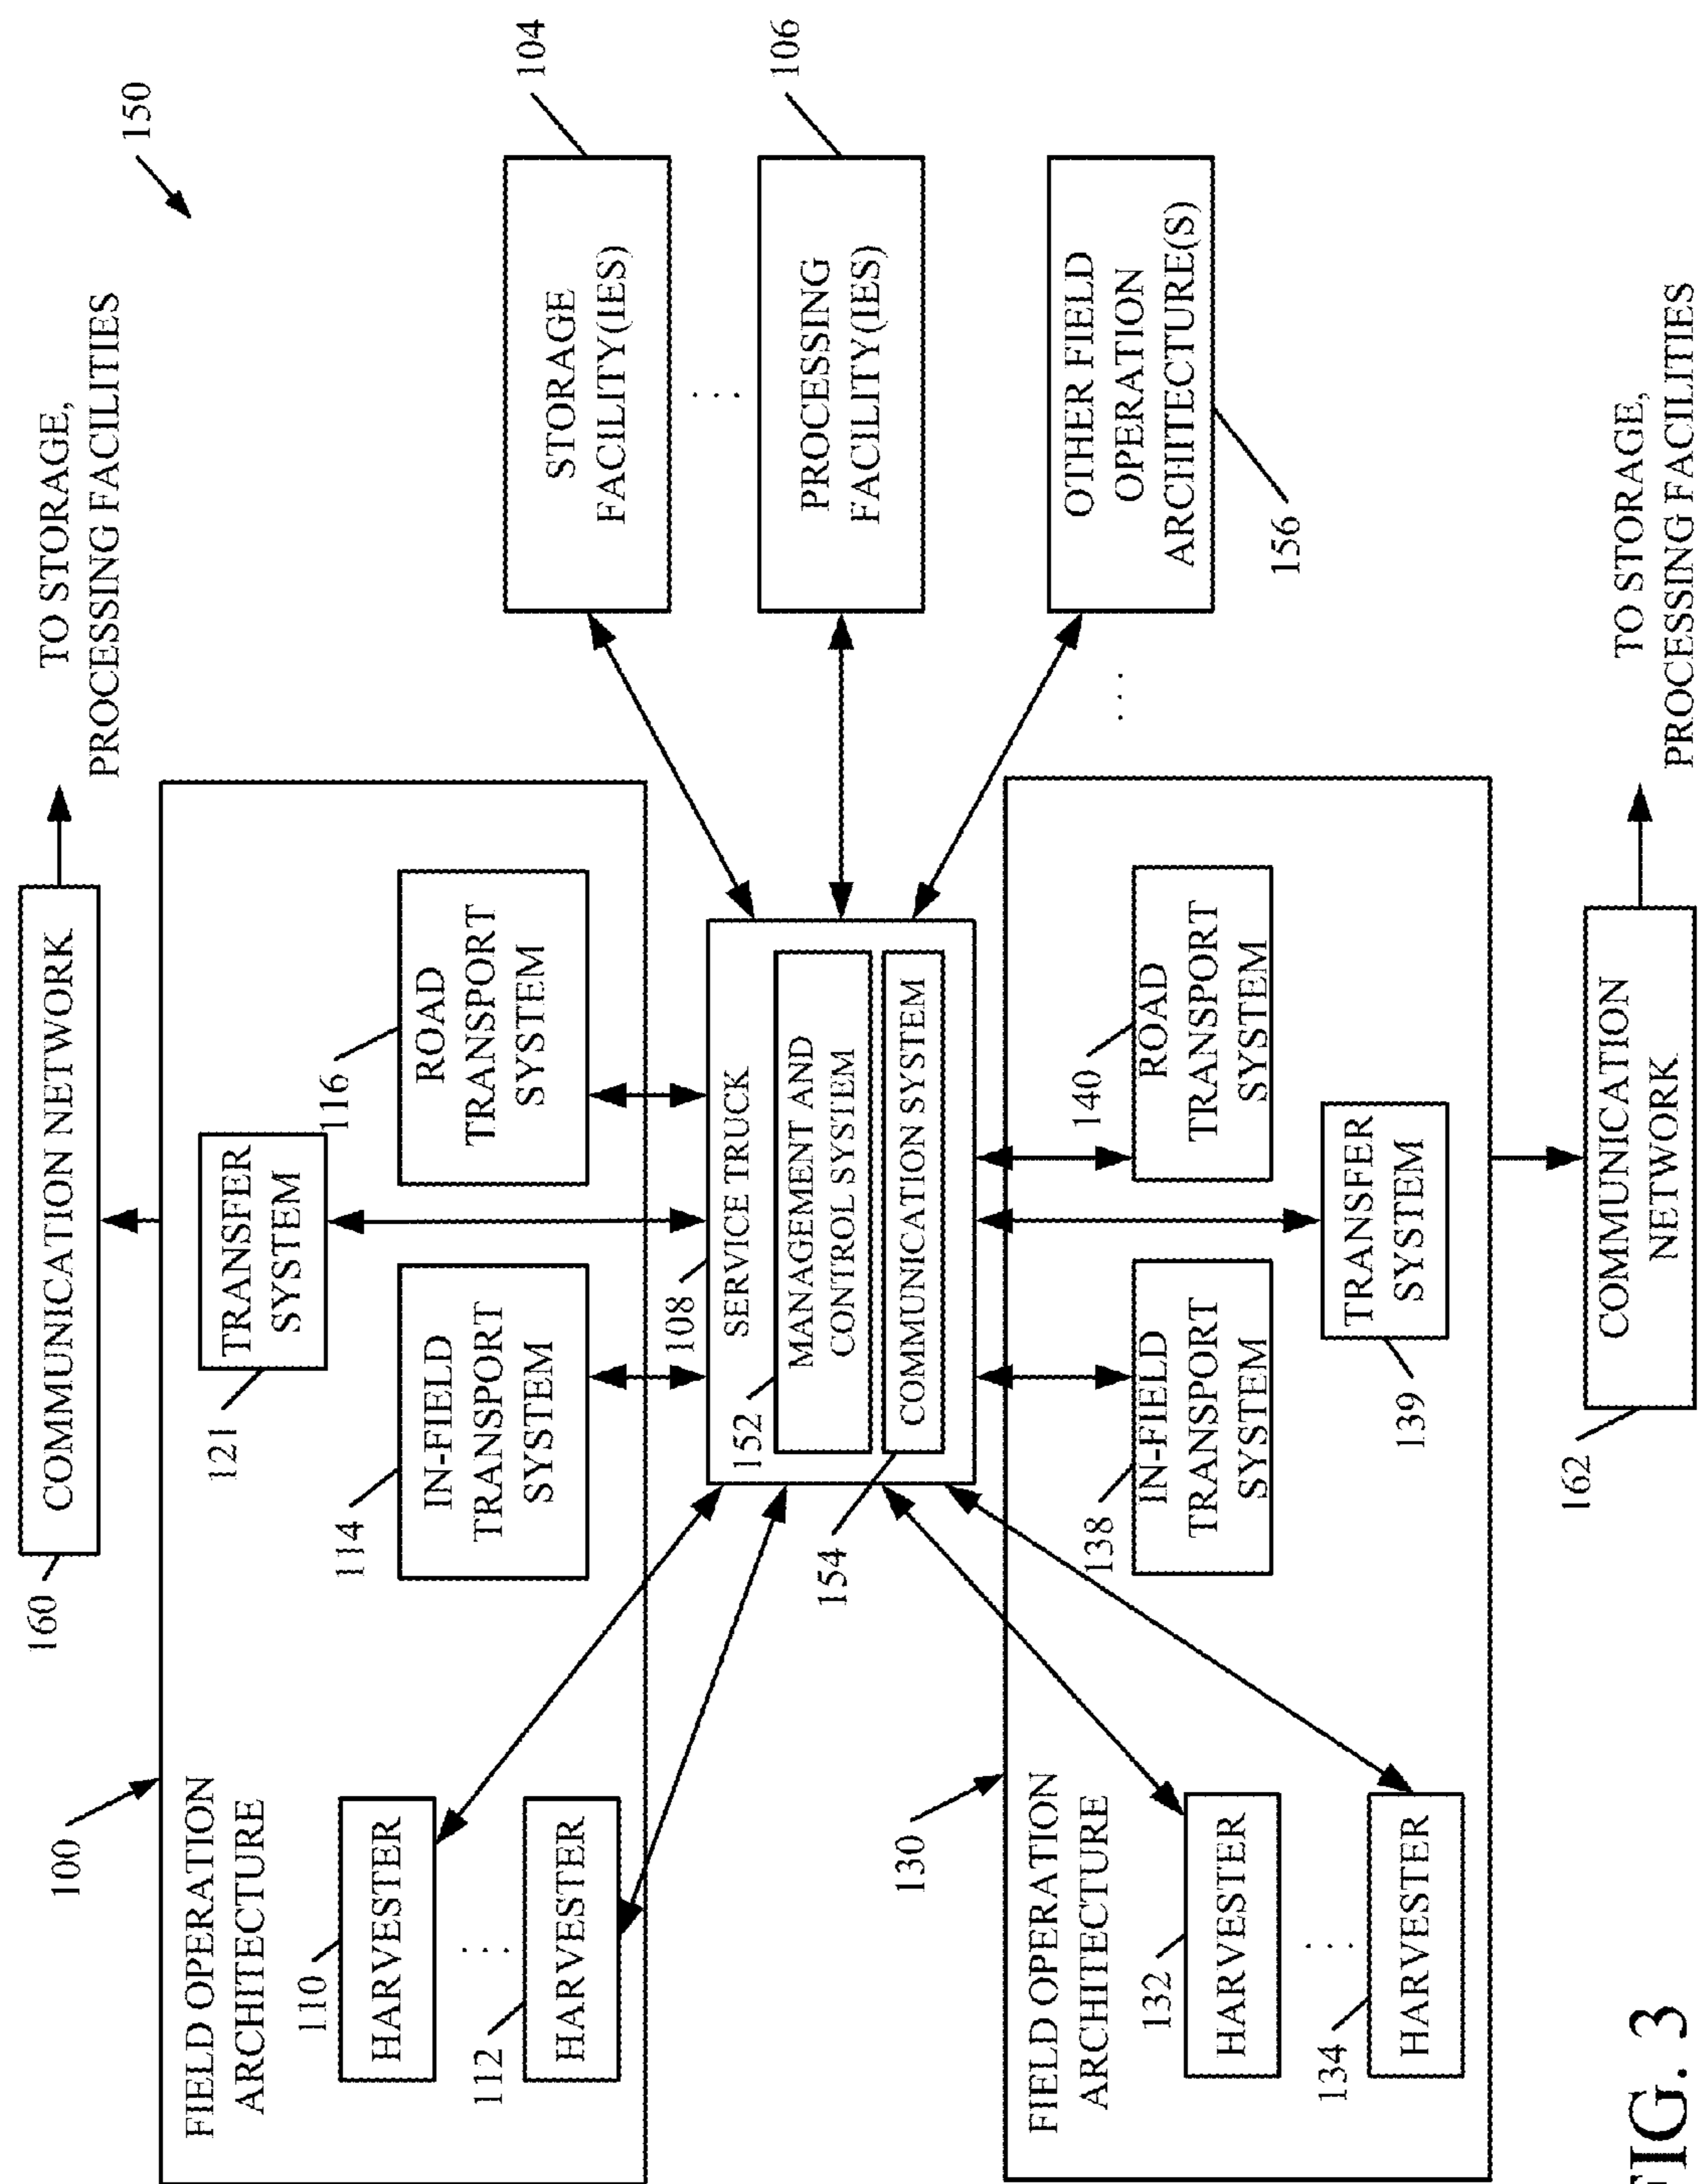 160
COMMUNICATION NETWORK
TO STORAGE,
PROCESSING FACILITIES
150
100
FIELD OPERATION
ARCHITECTURE
110
HARVESTER
...
112
HARVESTER
121
TRANSFER
SYSTEM
114
IN-FIELD
TRANSPORT
SYSTEM
116
ROAD
TRANSPORT
SYSTEM
108
SERVICE TRUCK
152
MANAGEMENT AND
CONTROL SYSTEM
154
COMMUNICATION SYSTEM
104
STORAGE
FACILITY(IES)
...
106
PROCESSING
FACILITY(IES)
OTHER FIELD
OPERATION
ARCHITECTURE(S)
156
...
130
FIELD OPERATION
ARCHITECTURE
132
HARVESTER
...
134
HARVESTER
138
IN-FIELD
TRANSPORT
SYSTEM
140
ROAD
TRANSPORT
SYSTEM
TRANSFER
SYSTEM
139
162
COMMUNICATION
NETWORK
TO STORAGE,
PROCESSING FACILITIES
FIG. 3